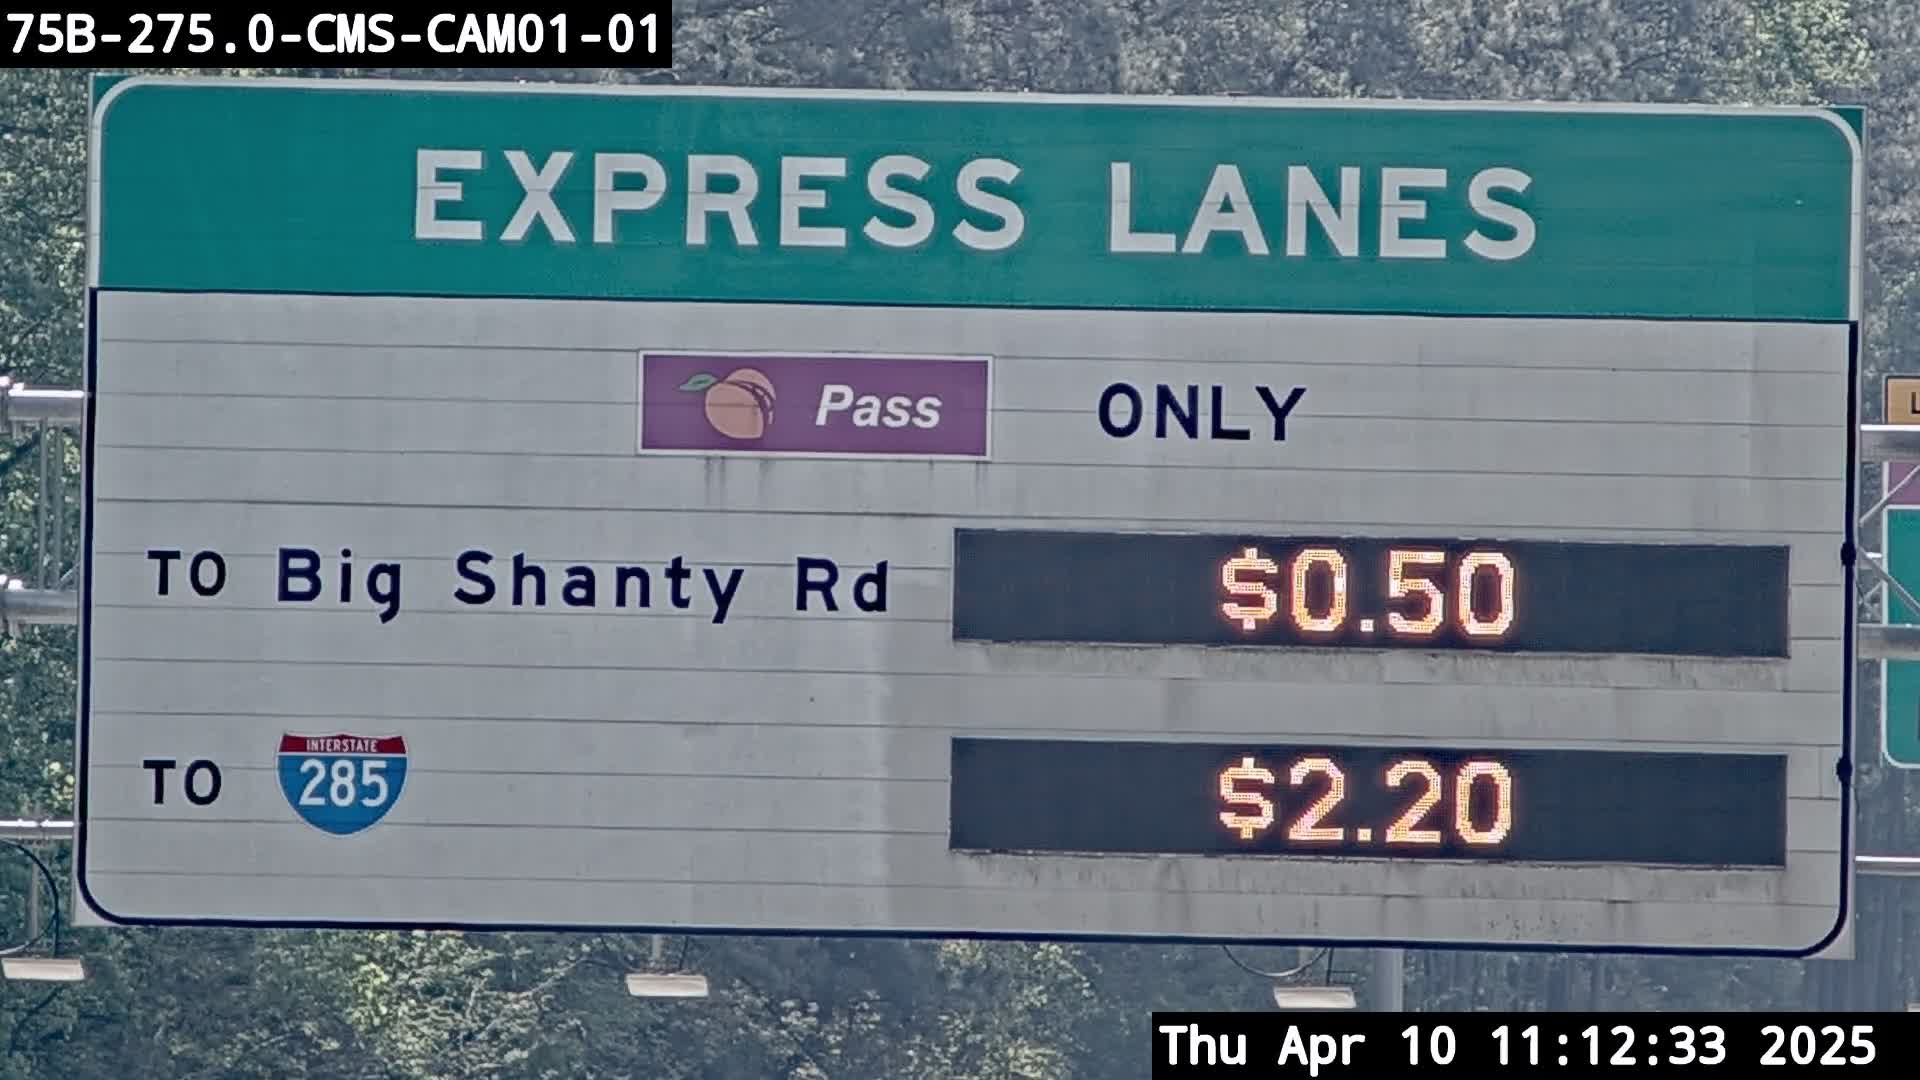 75B-275.0-CMS-CAM01-01
EXPRESS LANES
Pass ONLY
TO Big Shanty Rd $0.50
TO INTERSTATE 285 $2.20
Thu Apr 10 11:12:33 2025